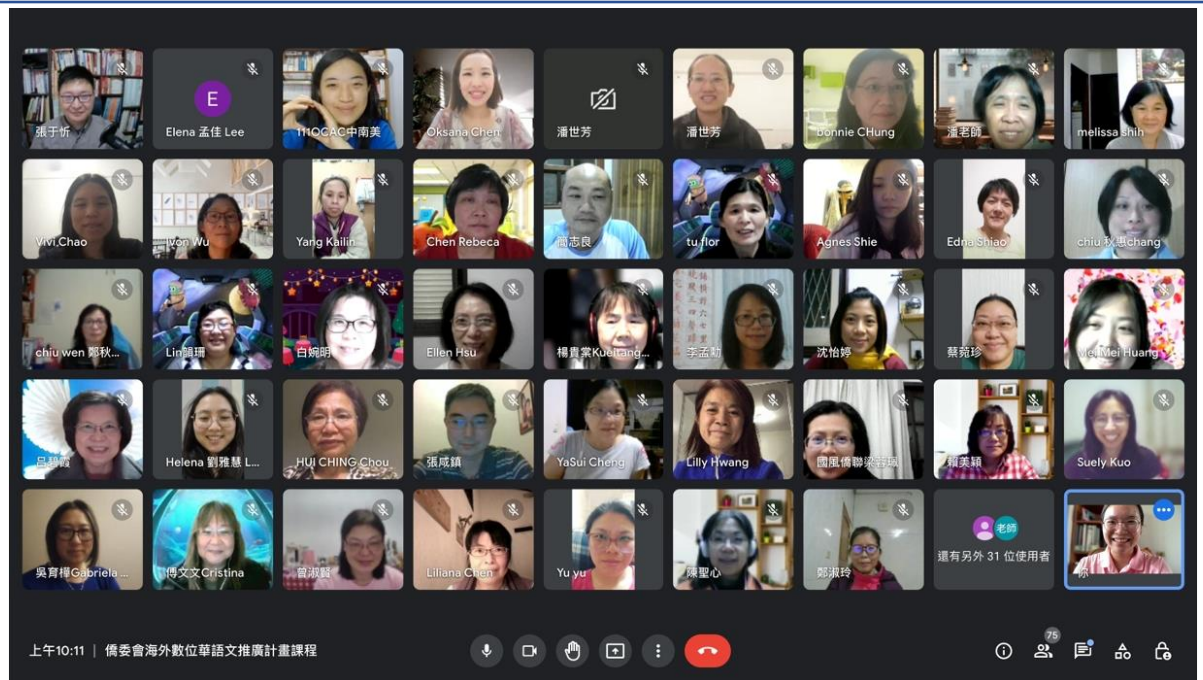 張于忻
E
Elena 孟佳 Lee
111OCAC中南美
Oksana Chen
潘世芳
潘世芳
bonnie CHung
潘老師
melissa shih
Vivi,Chao
Ivon Wu
Yang Kailin
Chen Rebeca
簡志良
tu flor
Agnes Shie
Edna Shiao
chiu 秋惠chang
chiu wen 鄭秋...
Lin韻珊
白婉明
Ellen Hsu
楊貴棠Kueitang...
李孟勳
沈怡婷
蔡菀珍
Mei Mei Huang
呂碧霞
Helena 劉雅慧 L...
HUI CHING Chou
張咸鎮
YaSui Cheng
Lilly Hwang
國風僑聯梁蓉珮
賴美穎
Suely Kuo
吳育樺Gabriela ...
傅文文Cristina
曾淑賢
Liliana Chen
Yu yu
陳聖心
鄭淑玲
老師
還有另外 31 位使用者
你
上午10:11 | 僑委會海外數位華語文推廣計畫課程
75